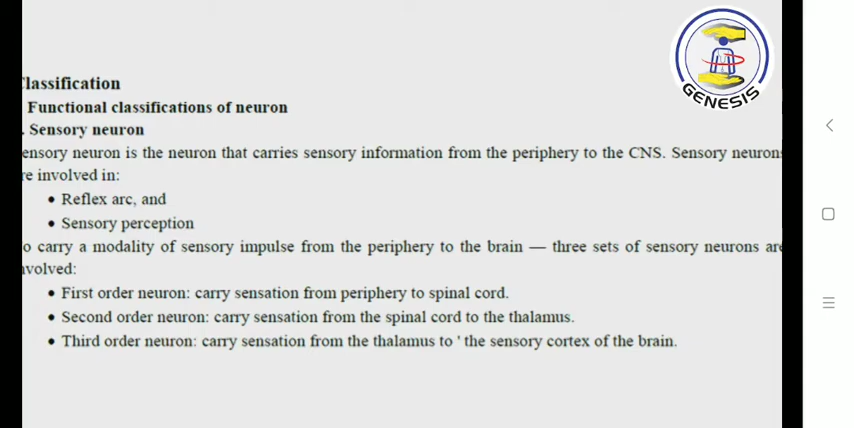 GENESIS
lassification
Functional classifications of neuron
. Sensory neuron
ensory neuron is the neuron that carries sensory information from the periphery to the CNS. Sensory neuron
re involved in:
• Reflex arc, and
• Sensory perception
o carry a modality of sensory impulse from the periphery to the brain — three sets of sensory neurons are
nvolved:
• First order neuron: carry sensation from periphery to spinal cord.
• Second order neuron: carry sensation from the spinal cord to the thalamus.
• Third order neuron: carry sensation from the thalamus to ' the sensory cortex of the brain.